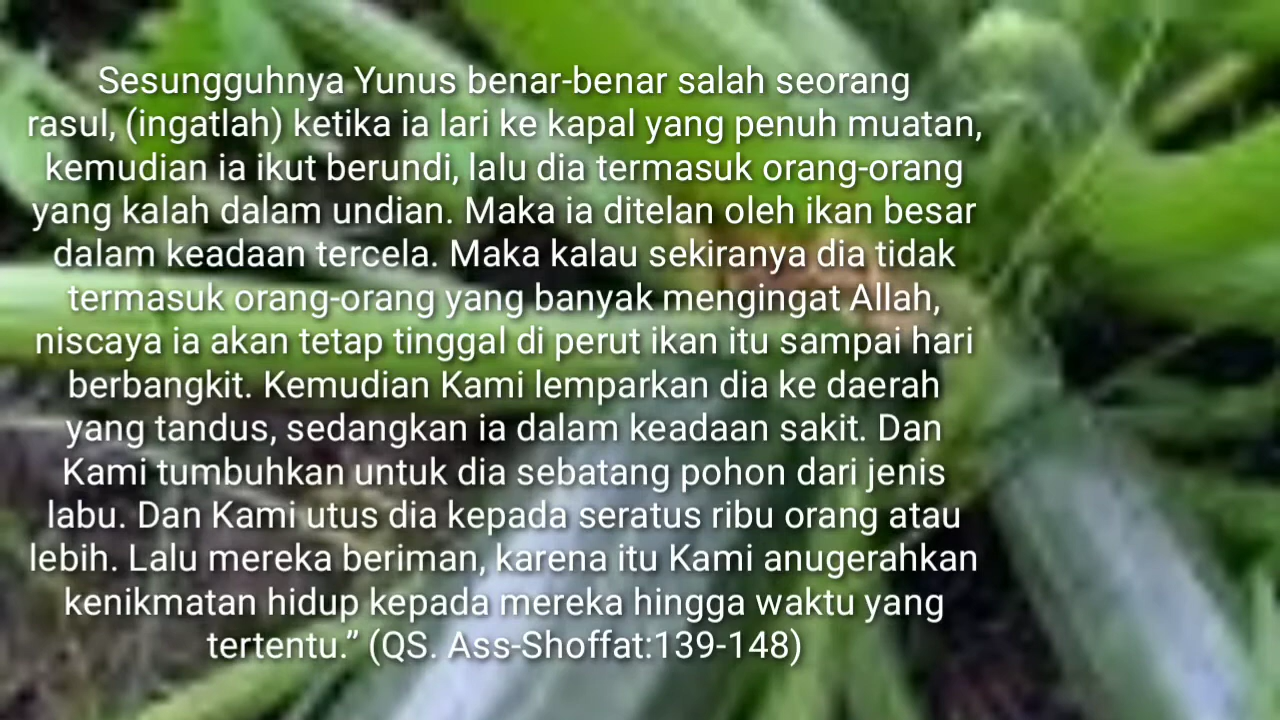 Sesungguhnya Yunus benar-benar salah seorang
rasul, (ingatlah) ketika ia lari ke kapal yang penuh muatan,
kemudian ia ikut berundi, lalu dia termasuk orang-orang
yang kalah dalam undian. Maka ia ditelan oleh ikan besar
dalam keadaan tercela. Maka kalau sekiranya dia tidak
termasuk orang-orang yang banyak mengingat Allah,
niscaya ia akan tetap tinggal di perut ikan itu sampai hari
berbangkit. Kemudian Kami lemparkan dia ke daerah
yang tandus, sedangkan ia dalam keadaan sakit. Dan
Kami tumbuhkan untuk dia sebatang pohon dari jenis
labu. Dan Kami utus dia kepada seratus ribu orang atau
lebih. Lalu mereka beriman, karena itu Kami anugerahkan
kenikmatan hidup kepada mereka hingga waktu yang
tertentu.” (QS. Ass-Shoffat:139-148)